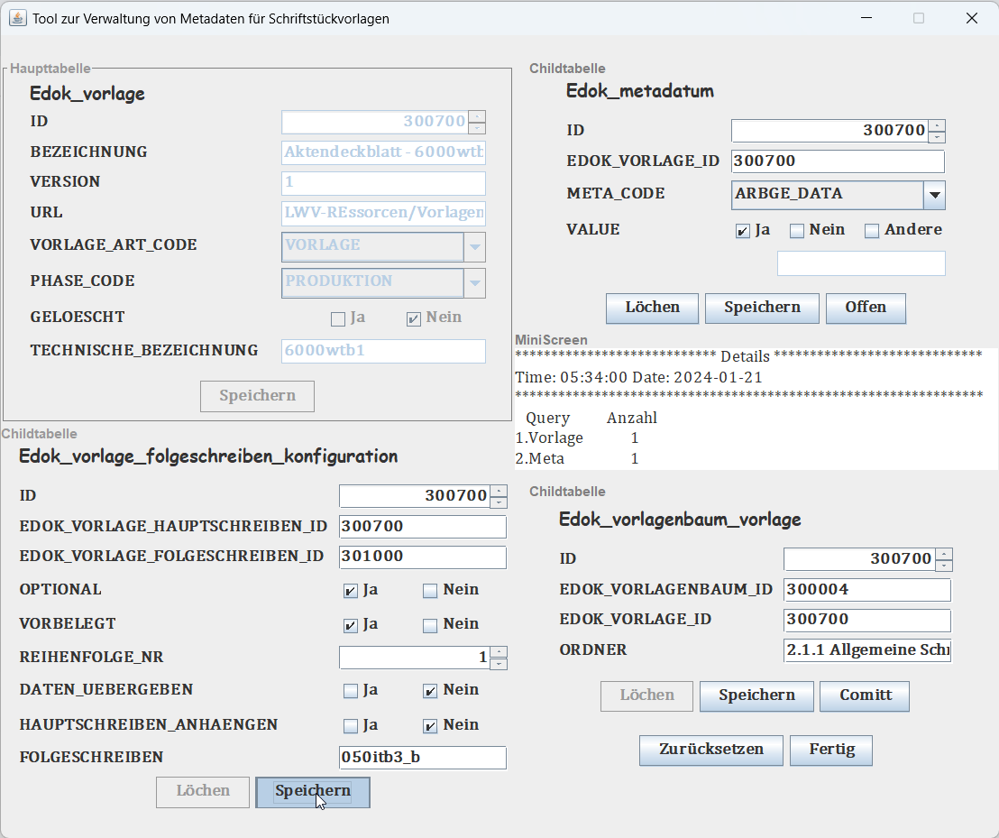 Tool zur Verwaltung von Metadaten für Schriftstückvorlagen
Haupttabelle
Edok_vorlage
ID 300700
BEZEICHNUNG Aktendeckblatt - 6000wtb
VERSION 1
URL LWV-REssorcen/Vorlagen
VORLAGE_ART_CODE VORLAGE
PHASE_CODE PRODUKTION
GELOESCHT Ja Nein
TECHNISCHE_BEZEICHNUNG 6000wtb1
Speichern
Childtabelle
Edok_vorlage_folgeschreiben_konfiguration
ID 300700
EDOK_VORLAGE_HAUPTSCHREIBEN_ID 300700
EDOK_VORLAGE_FOLGESCHREIBEN_ID 301000
OPTIONAL Ja Nein
VORBELEGT Ja Nein
REIHENFOLGE_NR 1
DATEN_UEBERGEBEN Ja Nein
HAUPTSCHREIBEN_ANHAENGEN Ja Nein
FOLGESCHREIBEN 050itb3_b
Löchen Speichern
Childtabelle
Edok_metadatum
ID 300700
EDOK_VORLAGE_ID 300700
META_CODE ARBGE_DATA
VALUE Ja Nein Andere
Löchen Speichern Offen
MiniScreen
**************************** Details *****************************
Time: 05:34:00 Date: 2024-01-21
*****************************************************************
Query Anzahl
1.Vorlage 1
2.Meta 1
Childtabelle
Edok_vorlagenbaum_vorlage
ID 300700
EDOK_VORLAGENBAUM_ID 300004
EDOK_VORLAGE_ID 300700
ORDNER 2.1.1 Allgemeine Schr
Löchen Speichern Comitt
Zurücksetzen Fertig